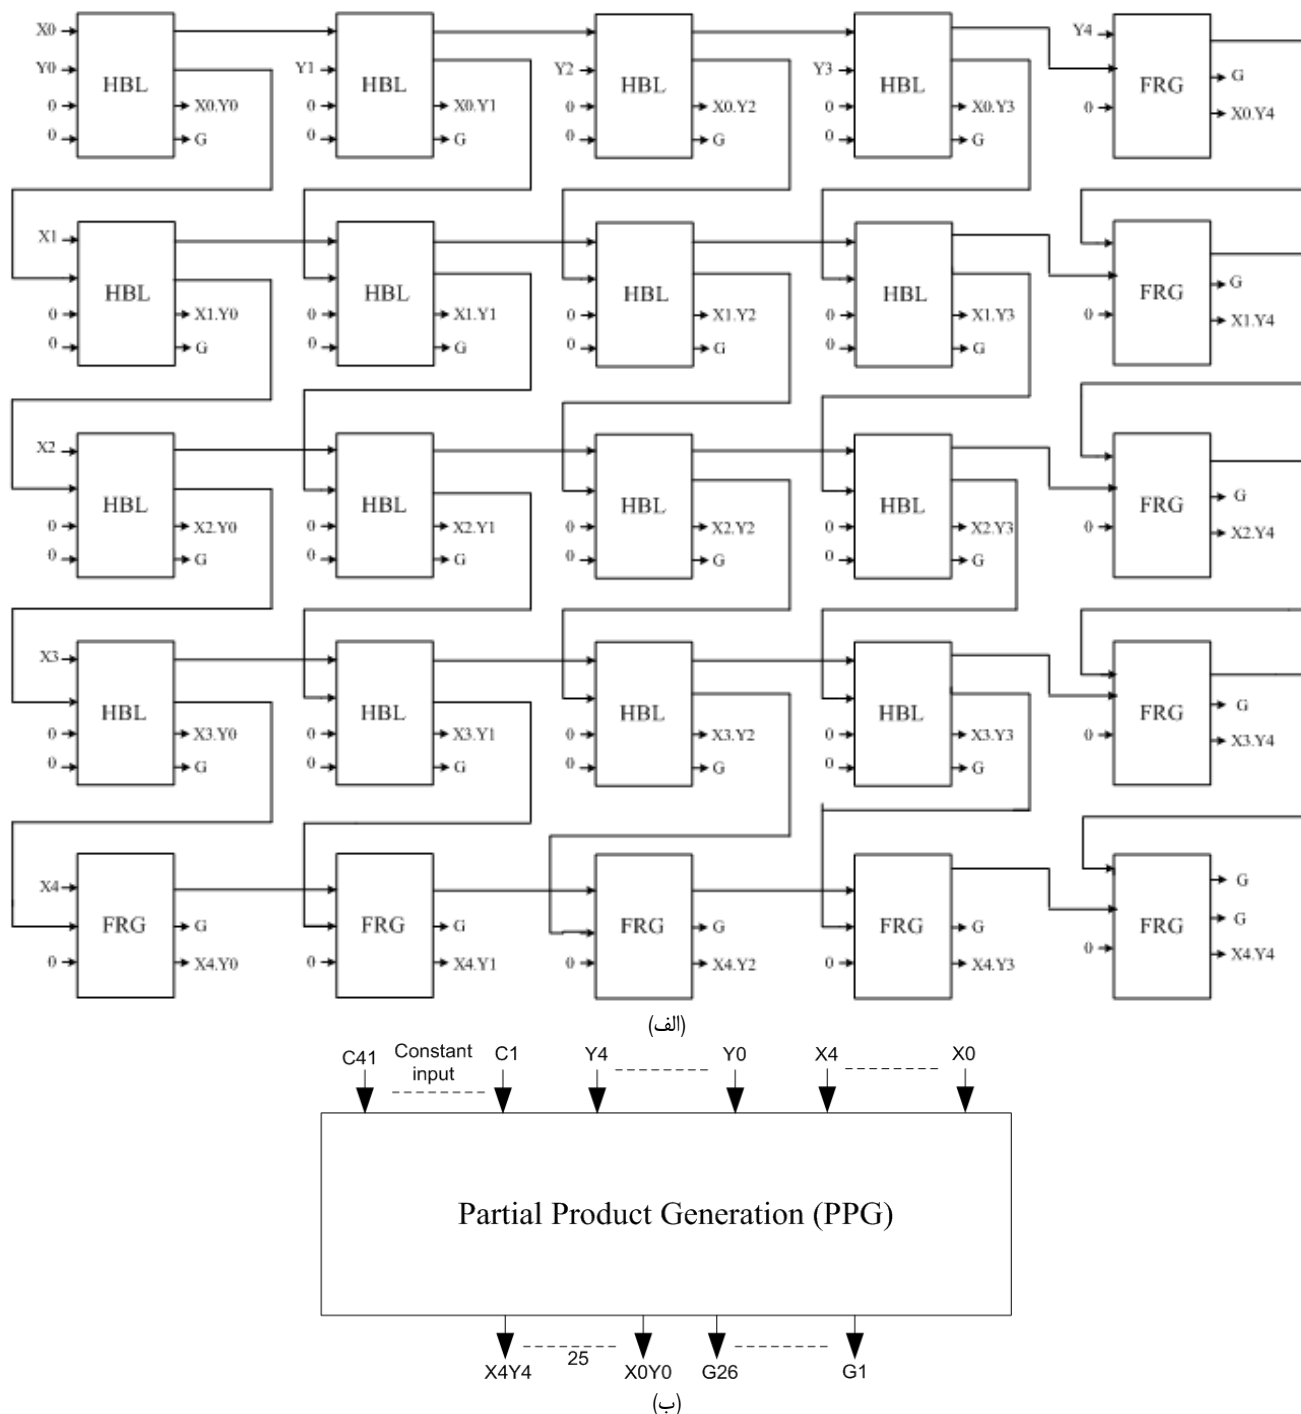 X0 Y4
HBL HBL HBL HBL FRG
Y0 Y1 Y2 Y3 G
0 X0.Y0 0 X0.Y1 0 X0.Y2 0 X0.Y3 0 X0.Y4
0 G 0 G 0 G 0 G
X1
HBL HBL HBL HBL FRG G
0 X1.Y0 0 X1.Y1 0 X1.Y2 0 X1.Y3 0 X1.Y4
0 G 0 G 0 G 0 G
X2
HBL HBL HBL HBL FRG G
0 X2.Y0 0 X2.Y1 0 X2.Y2 0 X2.Y3 0 X2.Y4
0 G 0 G 0 G 0 G
X3
HBL HBL HBL HBL FRG G
0 X3.Y0 0 X3.Y1 0 X3.Y2 0 X3.Y3 0 X3.Y4
0 G 0 G 0 G 0 G
X4 G
FRG G FRG G FRG G FRG G FRG G
0 X4.Y0 0 X4.Y1 0 X4.Y2 0 X4.Y3 0 X4.Y4
(الف)
C41 Constant input C1 Y4 Y0 X4 X0
Partial Product Generation (PPG)
X4Y4 25 X0Y0 G26 G1
(ب)